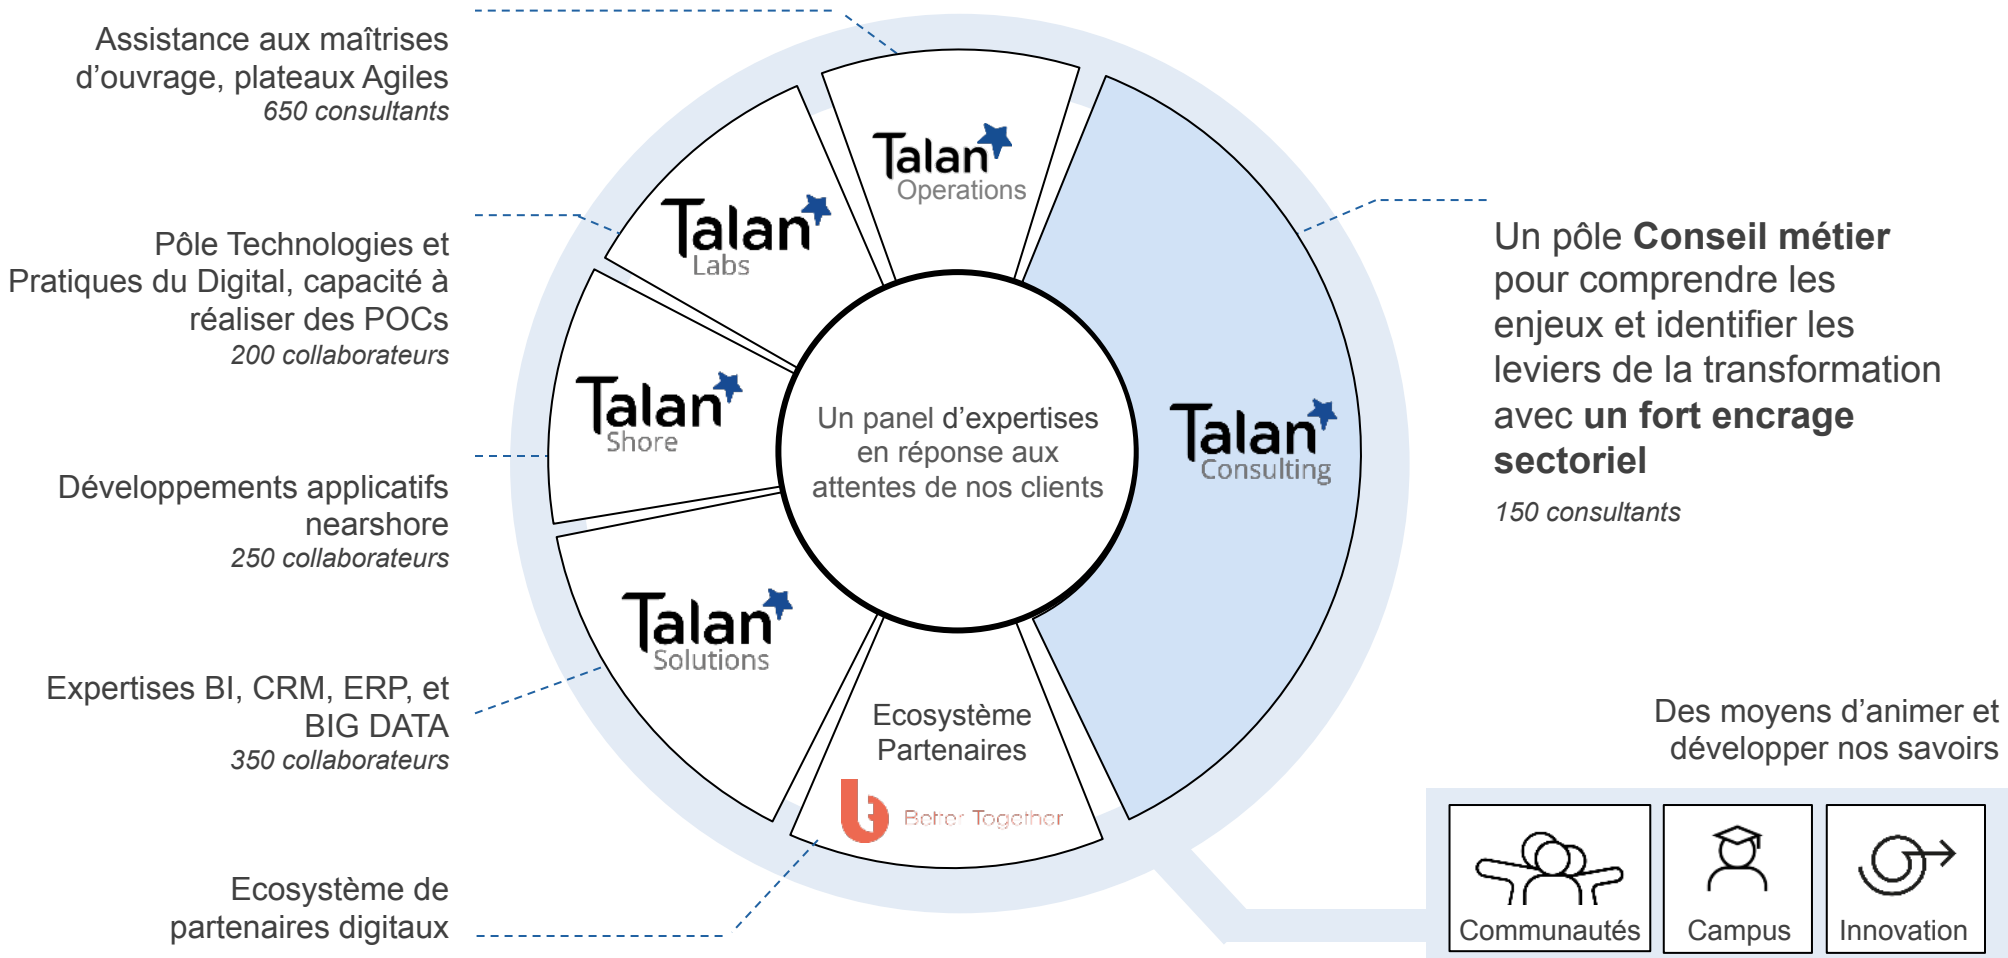 Assistance aux maîtrises
d’ouvrage, plateaux Agiles
650 consultants
Pôle Technologies et
Pratiques du Digital, capacité à
réaliser des POCs
200 collaborateurs
Développements applicatifs
nearshore
250 collaborateurs
Expertises BI, CRM, ERP, et
BIG DATA
350 collaborateurs
Ecosystème de
partenaires digitaux
Talan
Operations
Talan
Labs
Talan
Shore
Talan
Solutions
Ecosystème
Partenaires
Better Together
Un panel d’expertises
en réponse aux
attentes de nos clients
Talan
Consulting
Un pôle Conseil métier
pour comprendre les
enjeux et identifier les
leviers de la transformation
avec un fort encrage
sectoriel
150 consultants
Des moyens d’animer et
développer nos savoirs
Communautés
Campus
Innovation